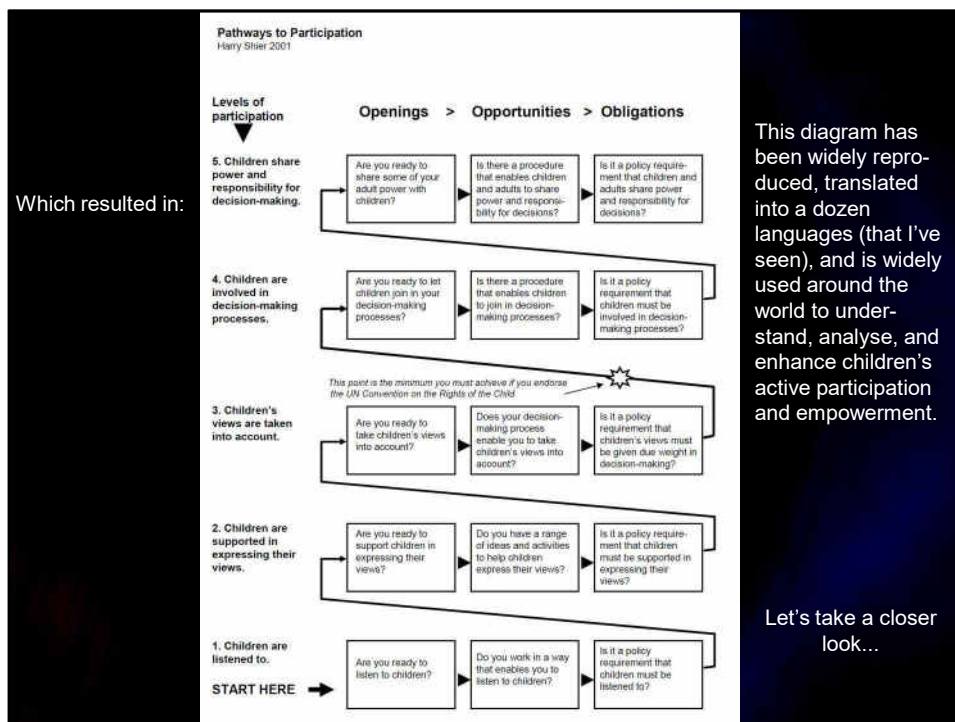 Which resulted in:
Pathways to Participation
Harry Shier 2001
Levels of
participation
Openings > Opportunities > Obligations
5. Children share
power and
responsibility for
decision-making.
Are you ready to
share some of your
adult power with
children?
Is there a procedure
that enables children
and adults to share
power and responsi-
bility for decisions?
Is it a policy require-
ment that children and
adults share power
and responsibility for
decisions?
4. Children are
involved in
decision-making
processes.
Are you ready to let
children join in your
decision-making
processes?
Is there a procedure
that enables children
to join in decision-
making processes?
Is it a policy
requirement that
children must be
involved in decision-
making processes?
This point is the minimum you must achieve if you endorse
the UN Convention on the Rights of the Child
3. Children's
views are taken
into account.
Are you ready to
take children's views
into account?
Does your decision-
making process
enable you to take
children's views into
account?
Is it a policy
requirement that
children's views must
be given due weight in
decision-making?
2. Children are
supported in
expressing their
views.
Are you ready to
support children in
expressing their
views?
Do you have a range
of ideas and activities
to help children
express their views?
Is it a policy require-
ment that children
must be supported in
expressing their
views?
1. Children are
listened to.
START HERE
Are you ready to
listen to children?
Do you work in a way
that enables you to
listen to children?
Is it a policy
requirement that
children must be
listened to?
This diagram has
been widely repro-
duced, translated
into a dozen
languages (that I've
seen), and is widely
used around the
world to under-
stand, analyse, and
enhance children's
active participation
and empowerment.
Let's take a closer
look...